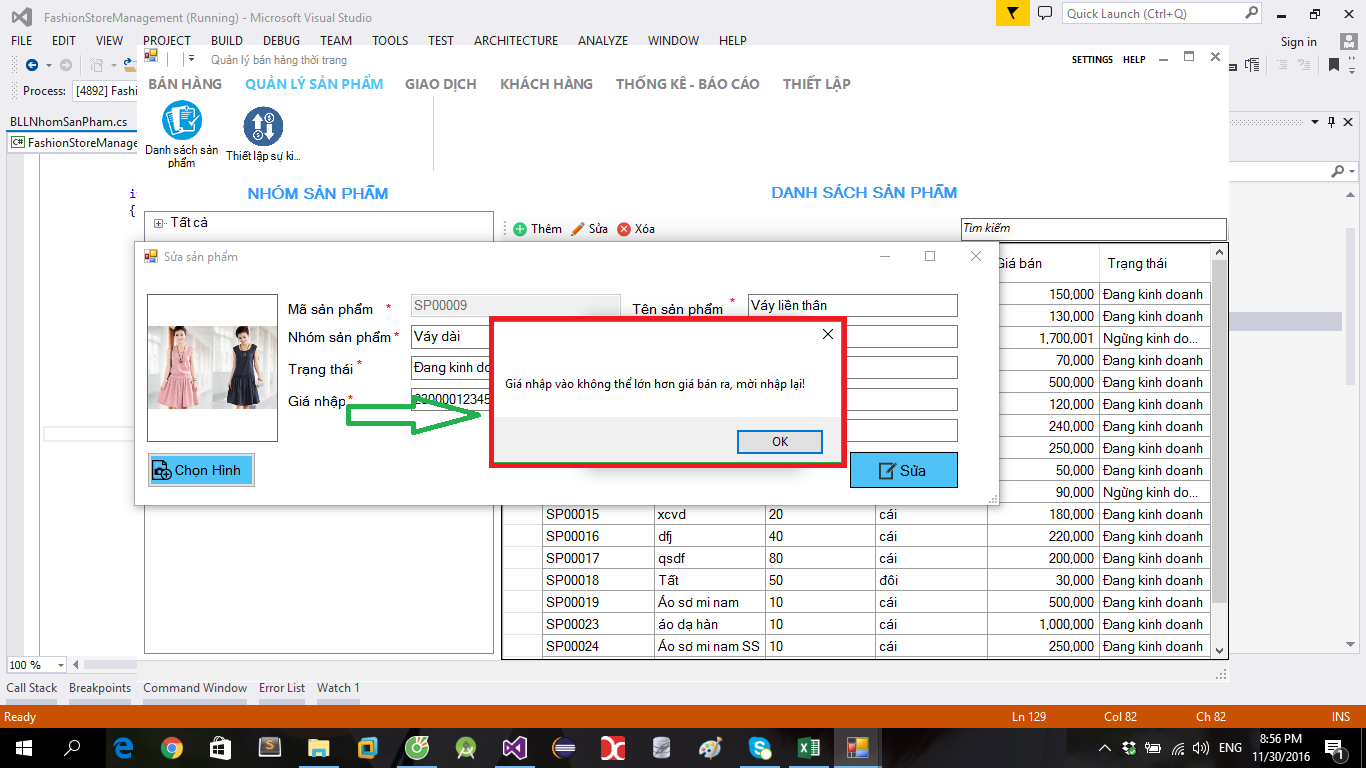 FashionStoreManagement (Running) - Microsoft Visual Studio
Quick Launch (Ctrl+Q)
FILE EDIT VIEW PROJECT BUILD DEBUG TEAM TOOLS TEST ARCHITECTURE ANALYZE WINDOW HELP
Sign in
Quản lý bán hàng thời trang
SETTINGS HELP
Process: [4892] Fashi
BÁN HÀNG QUẢN LÝ SẢN PHẨM GIAO DỊCH KHÁCH HÀNG THỐNG KÊ - BÁO CÁO THIẾT LẬP
BLLNhomSanPham.cs
C# FashionStoreManage
Danh sách sản phẩm
Thiết lập sự ki...
NHÓM SẢN PHẨM
DANH SÁCH SẢN PHẨM
{
Tất cả
Thêm Sửa Xóa
Tìm kiếm
Sửa sản phẩm
Giá bán Trạng thái
Mã sản phẩm * SP00009 Tên sản phẩm * Váy liền thân
Nhóm sản phẩm * Váy dài
Trạng thái * Đang kinh do
Giá nhập *
Chọn Hình
Sửa
Giá nhập vào không thể lớn hơn giá bán ra, mời nhập lại!
OK
150,000 Đang kinh doanh
130,000 Đang kinh doanh
1,700,001 Ngừng kinh do...
70,000 Đang kinh doanh
500,000 Đang kinh doanh
120,000 Đang kinh doanh
240,000 Đang kinh doanh
250,000 Đang kinh doanh
50,000 Đang kinh doanh
90,000 Ngừng kinh do...
SP00015 xcvd 20 cái 180,000 Đang kinh doanh
SP00016 dfj 40 cái 220,000 Đang kinh doanh
SP00017 qsdf 80 cái 200,000 Đang kinh doanh
SP00018 Tất 50 đôi 30,000 Đang kinh doanh
SP00019 Áo sơ mi nam 10 cái 500,000 Đang kinh doanh
SP00023 áo dạ hàn 10 cái 1,000,000 Đang kinh doanh
SP00024 Áo sơ mi nam SS 10 cái 250,000 Đang kinh doanh
100 %
Call Stack Breakpoints Command Window Error List Watch 1
Ready Ln 129 Col 82 Ch 82 INS
ENG 8:56 PM
11/30/2016 1